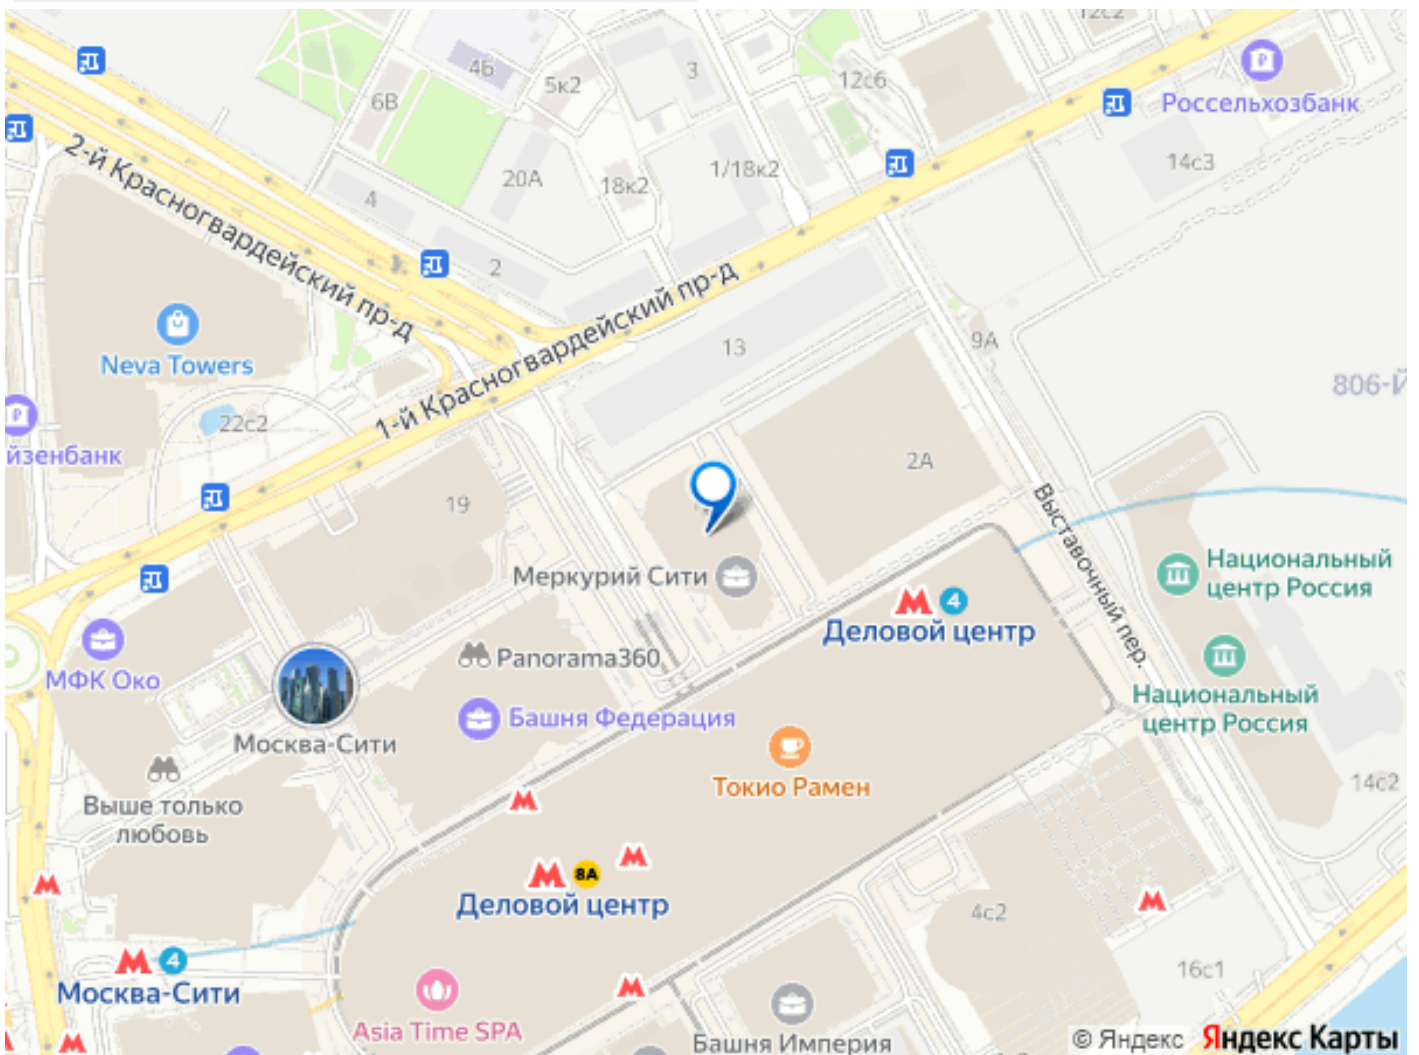 12с2
4Б
3
5к2
12с6
6В
Россельхозбанк
2-й Красногвардейский пр-д
20А
18к2
1/18к2
14с3
4
2
1-й Красногвардейский пр-д
13
9А
Neva Towers
806-Й
22с2
йзенбанк
2А
19
Выставочный пер.
Меркурий Сити
4
Деловой центр
Национальный
центр Россия
Panorama360
МФК Око
Национальный
центр Россия
Башня Федерация
Москва-Сити
Токио Рамен
14с2
Выше только
любовь
8А
Деловой центр
4с2
4
Москва-Сити
16с1
Asia Time SPA
Башня Империя
© Яндекс Яндекс Карты